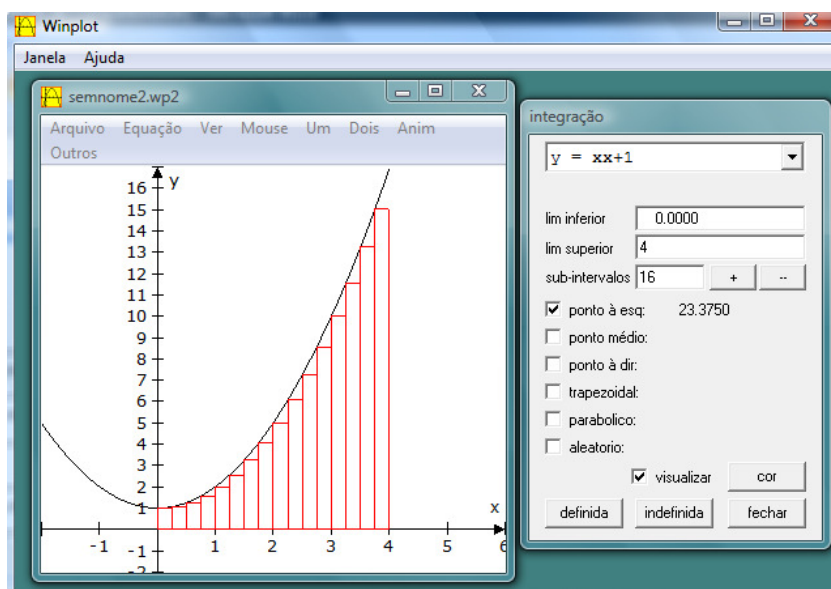 Winplot
Janela Ajuda
semnome2.wp2
Arquivo Equação Ver Mouse Um Dois Anim
Outros
y
16
15
14
13
12
11
10
9
8
7
6
5
4
3
2
1
-1
-2
x
-1 1 2 3 4 5 6
integração
y = xx+1
lim inferior 0.0000
lim superior 4
sub-intervalos 16 + --
ponto à esq: 23.3750
ponto médio:
ponto à dir:
trapezoidal:
parabolico:
aleatorio:
visualizar cor
definida indefinida fechar